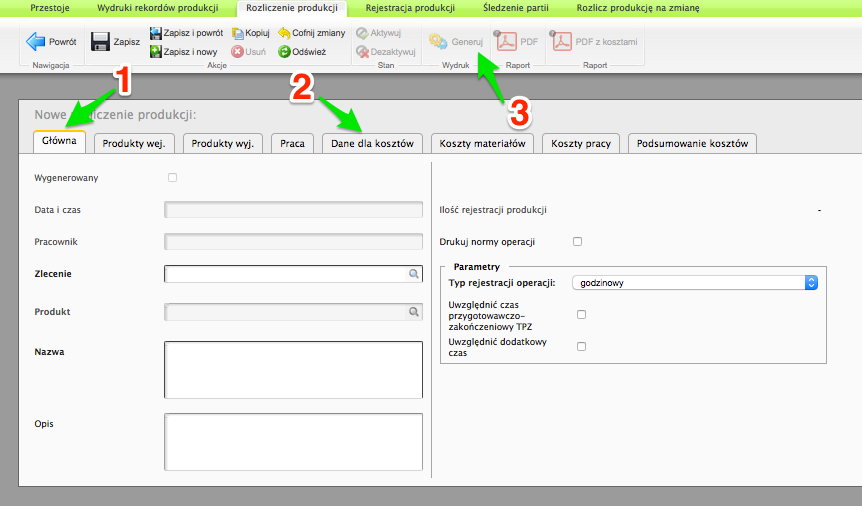 Przestoje Wydruki rekordów produkcji Rozliczenie produkcji Rejestracja produkcji Śledzenie partii Rozlicz produkcję na zmianę
Powrót Zapisz Zapisz i powrót Kopiuj Cofnij zmiany Aktywuj Generuj PDF PDF z kosztami
Zapisz i nowy Usuń Odśwież Dezaktywuj
Nawigacja Akcje Stan Wydruk Raport Raport
1 2 3
Nowe rozliczenie produkcji:
Główna Produkty wej. Produkty wyj. Praca Dane dla kosztów Koszty materiałów Koszty pracy Podsumowanie kosztów
Wygenerowany
Data i czas Ilość rejestracji produkcji -
Pracownik Drukuj normy operacji
Parametry
Zlecenie Typ rejestracji operacji: godzinowy
Produkt Uwzględnić czas
przygotowawczo-
zakończeniowy TPZ
Nazwa Uwzględnić dodatkowy
czas
Opis